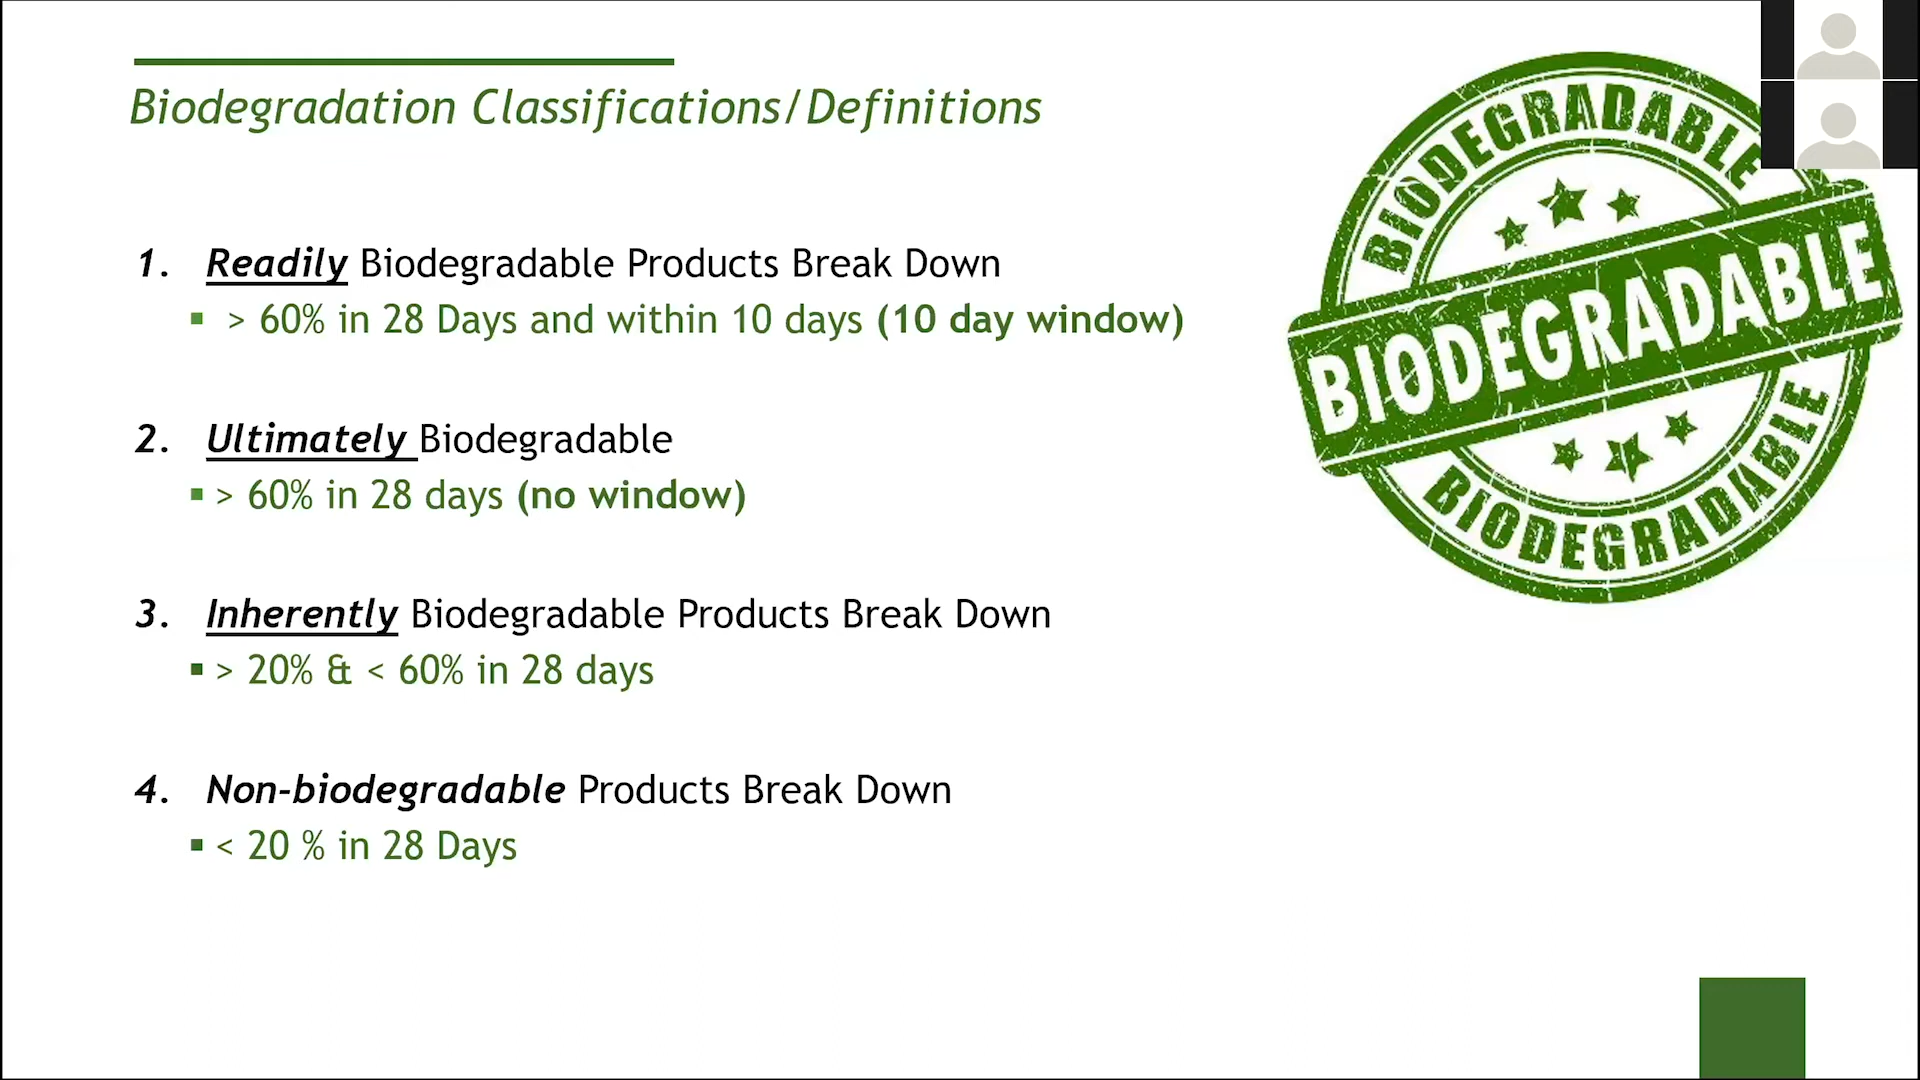 Biodegradation Classifications/Definitions
1. Readily Biodegradable Products Break Down
▪ > 60% in 28 Days and within 10 days (10 day window)
2. Ultimately Biodegradable
▪ > 60% in 28 days (no window)
3. Inherently Biodegradable Products Break Down
▪ > 20% & < 60% in 28 days
4. Non-biodegradable Products Break Down
▪ < 20 % in 28 Days
BIODEGRADABLE
BIODEGRADABLE
BIODEGRADABLE